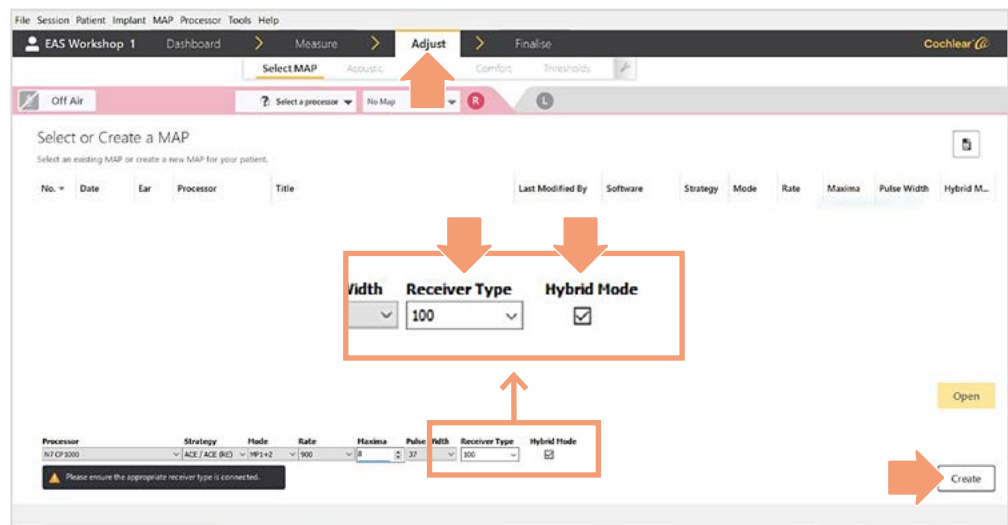 File Session Patient Implant MAP Processor Tools Help
EAS Workshop 1 Dashboard Measure Adjust Finalise Cochlear
Select MAP Acoustic Comfort Thresholds
Off Air ? Select a processor No Map R L
Select or Create a MAP
Select an existing MAP or create a new MAP for your patient.
No. Date Ear Processor Title Last Modified By Software Strategy Mode Rate Maxima Pulse Width Hybrid M...
Width Receiver Type Hybrid Mode
100
Open
Processor Strategy Mode Rate Maxima Pulse Width Receiver Type Hybrid Mode
N7 CP1000 ACE / ACE (RE) MP1+2 900 8 37 100
Please ensure the appropriate receiver type is connected.
Create